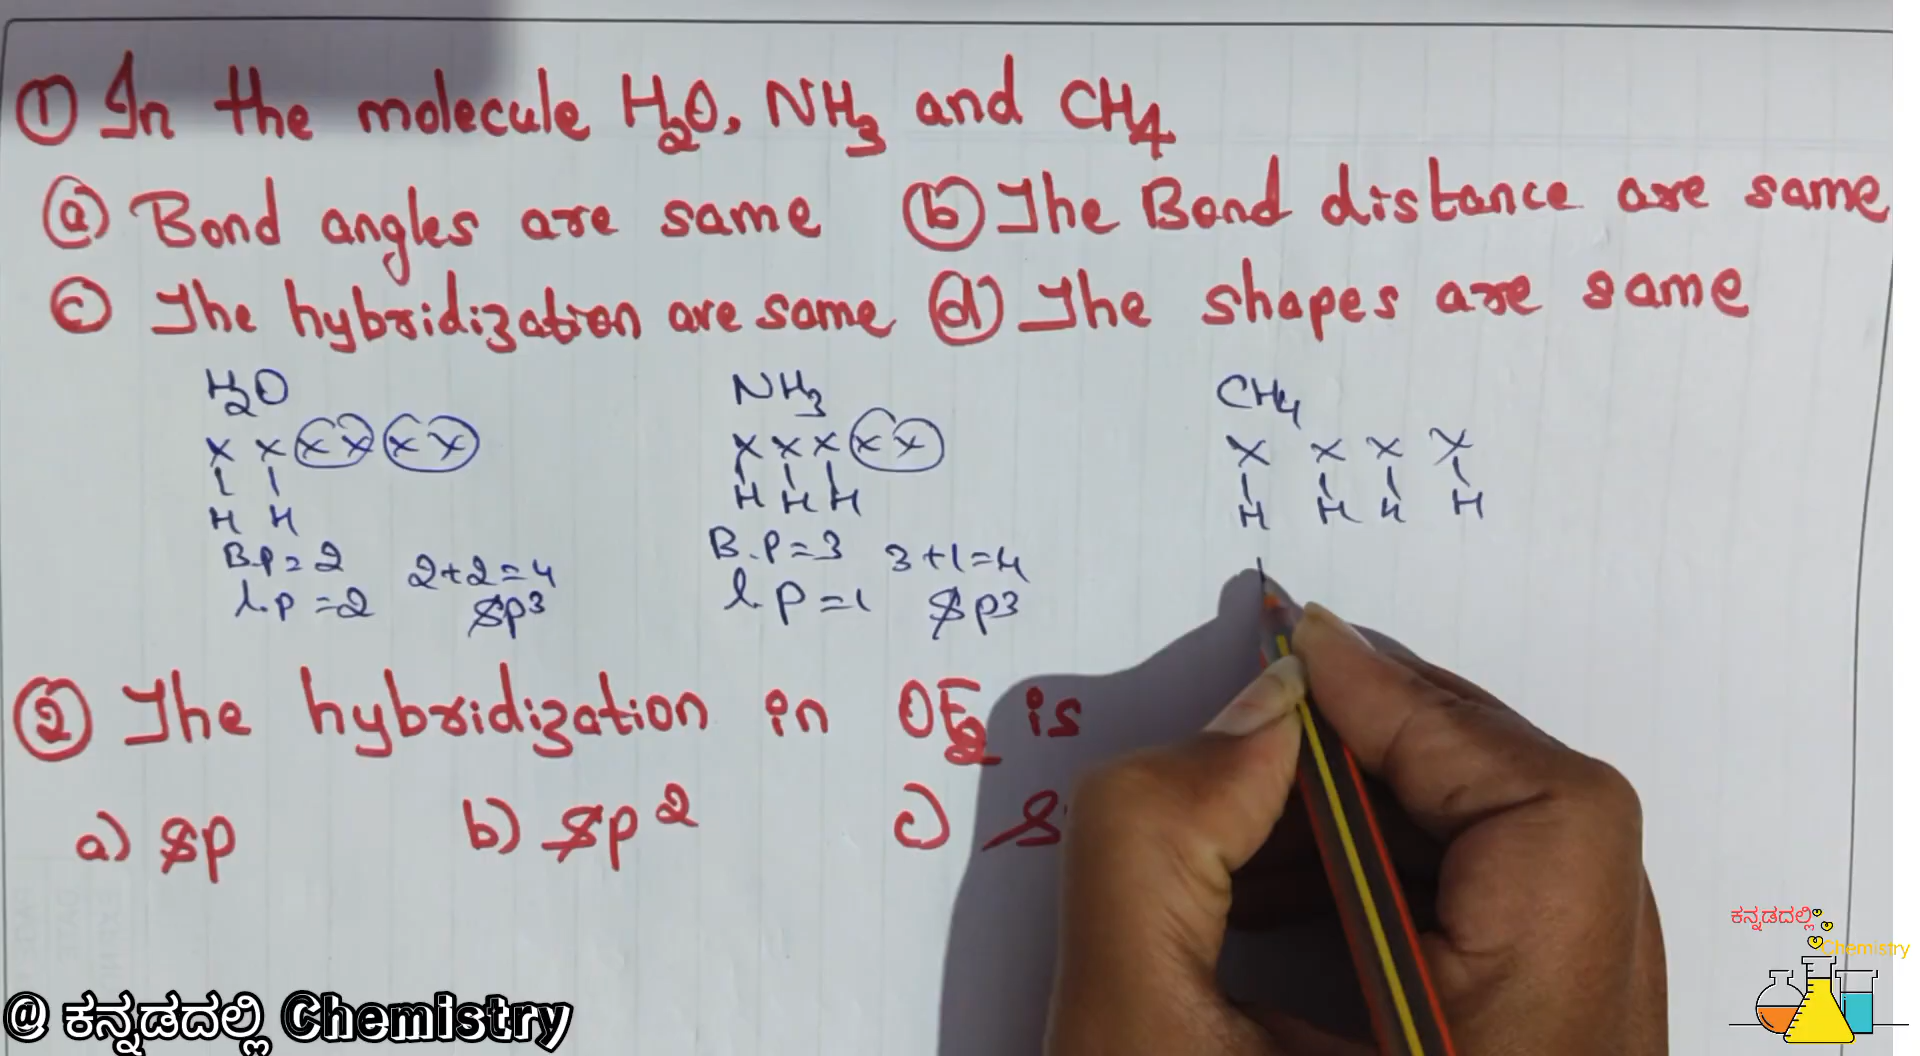 ① In the molecule H₂O, NH₃ and CH₄
ⓐ Bond angles are same ⓑ The Bond distance are same
ⓒ The hybridization are same ⓓ The shapes are same
H₂O NH₃ CH₄
x x x x x x x x x x x x x x x
H H H H H H H H H
B.p = 2 2+2=4 B.p = 3 3+1=4
l.p = 2 sp³ l.p = 1 sp³
② The hybridization in OF₂ is
a) sp b) sp² c) s
@ ಕನ್ನಡದಲ್ಲಿ Chemistry
ಕನ್ನಡದಲ್ಲಿ
Chemistry